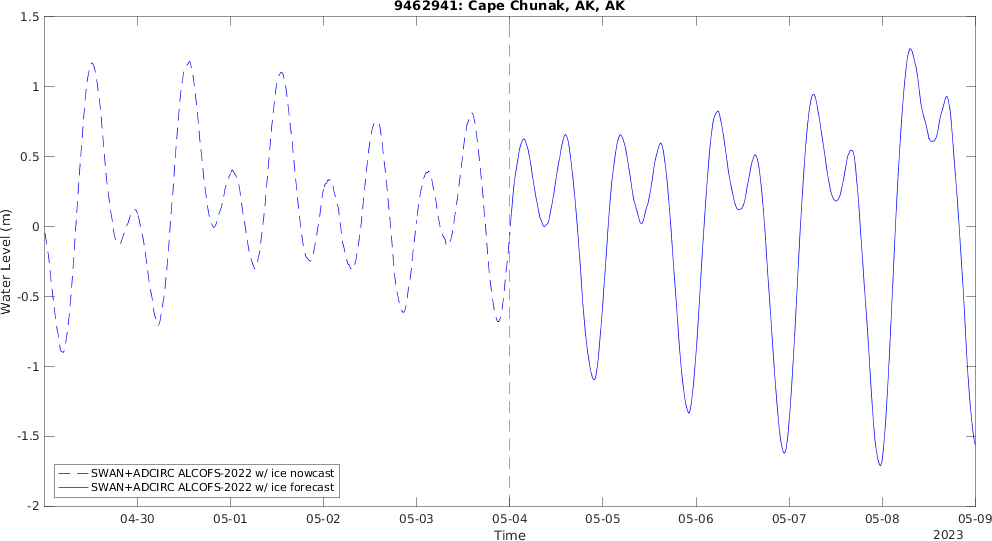 9462941: Cape Chunak, AK, AK
1.5
1
0.5
0
-0.5
-1
-1.5
-2
Water Level (m)
SWAN+ADCIRC ALCOFS-2022 w/ ice nowcast
SWAN+ADCIRC ALCOFS-2022 w/ ice forecast
04-30 05-01 05-02 05-03 05-04 05-05 05-06 05-07 05-08 05-09
Time
2023